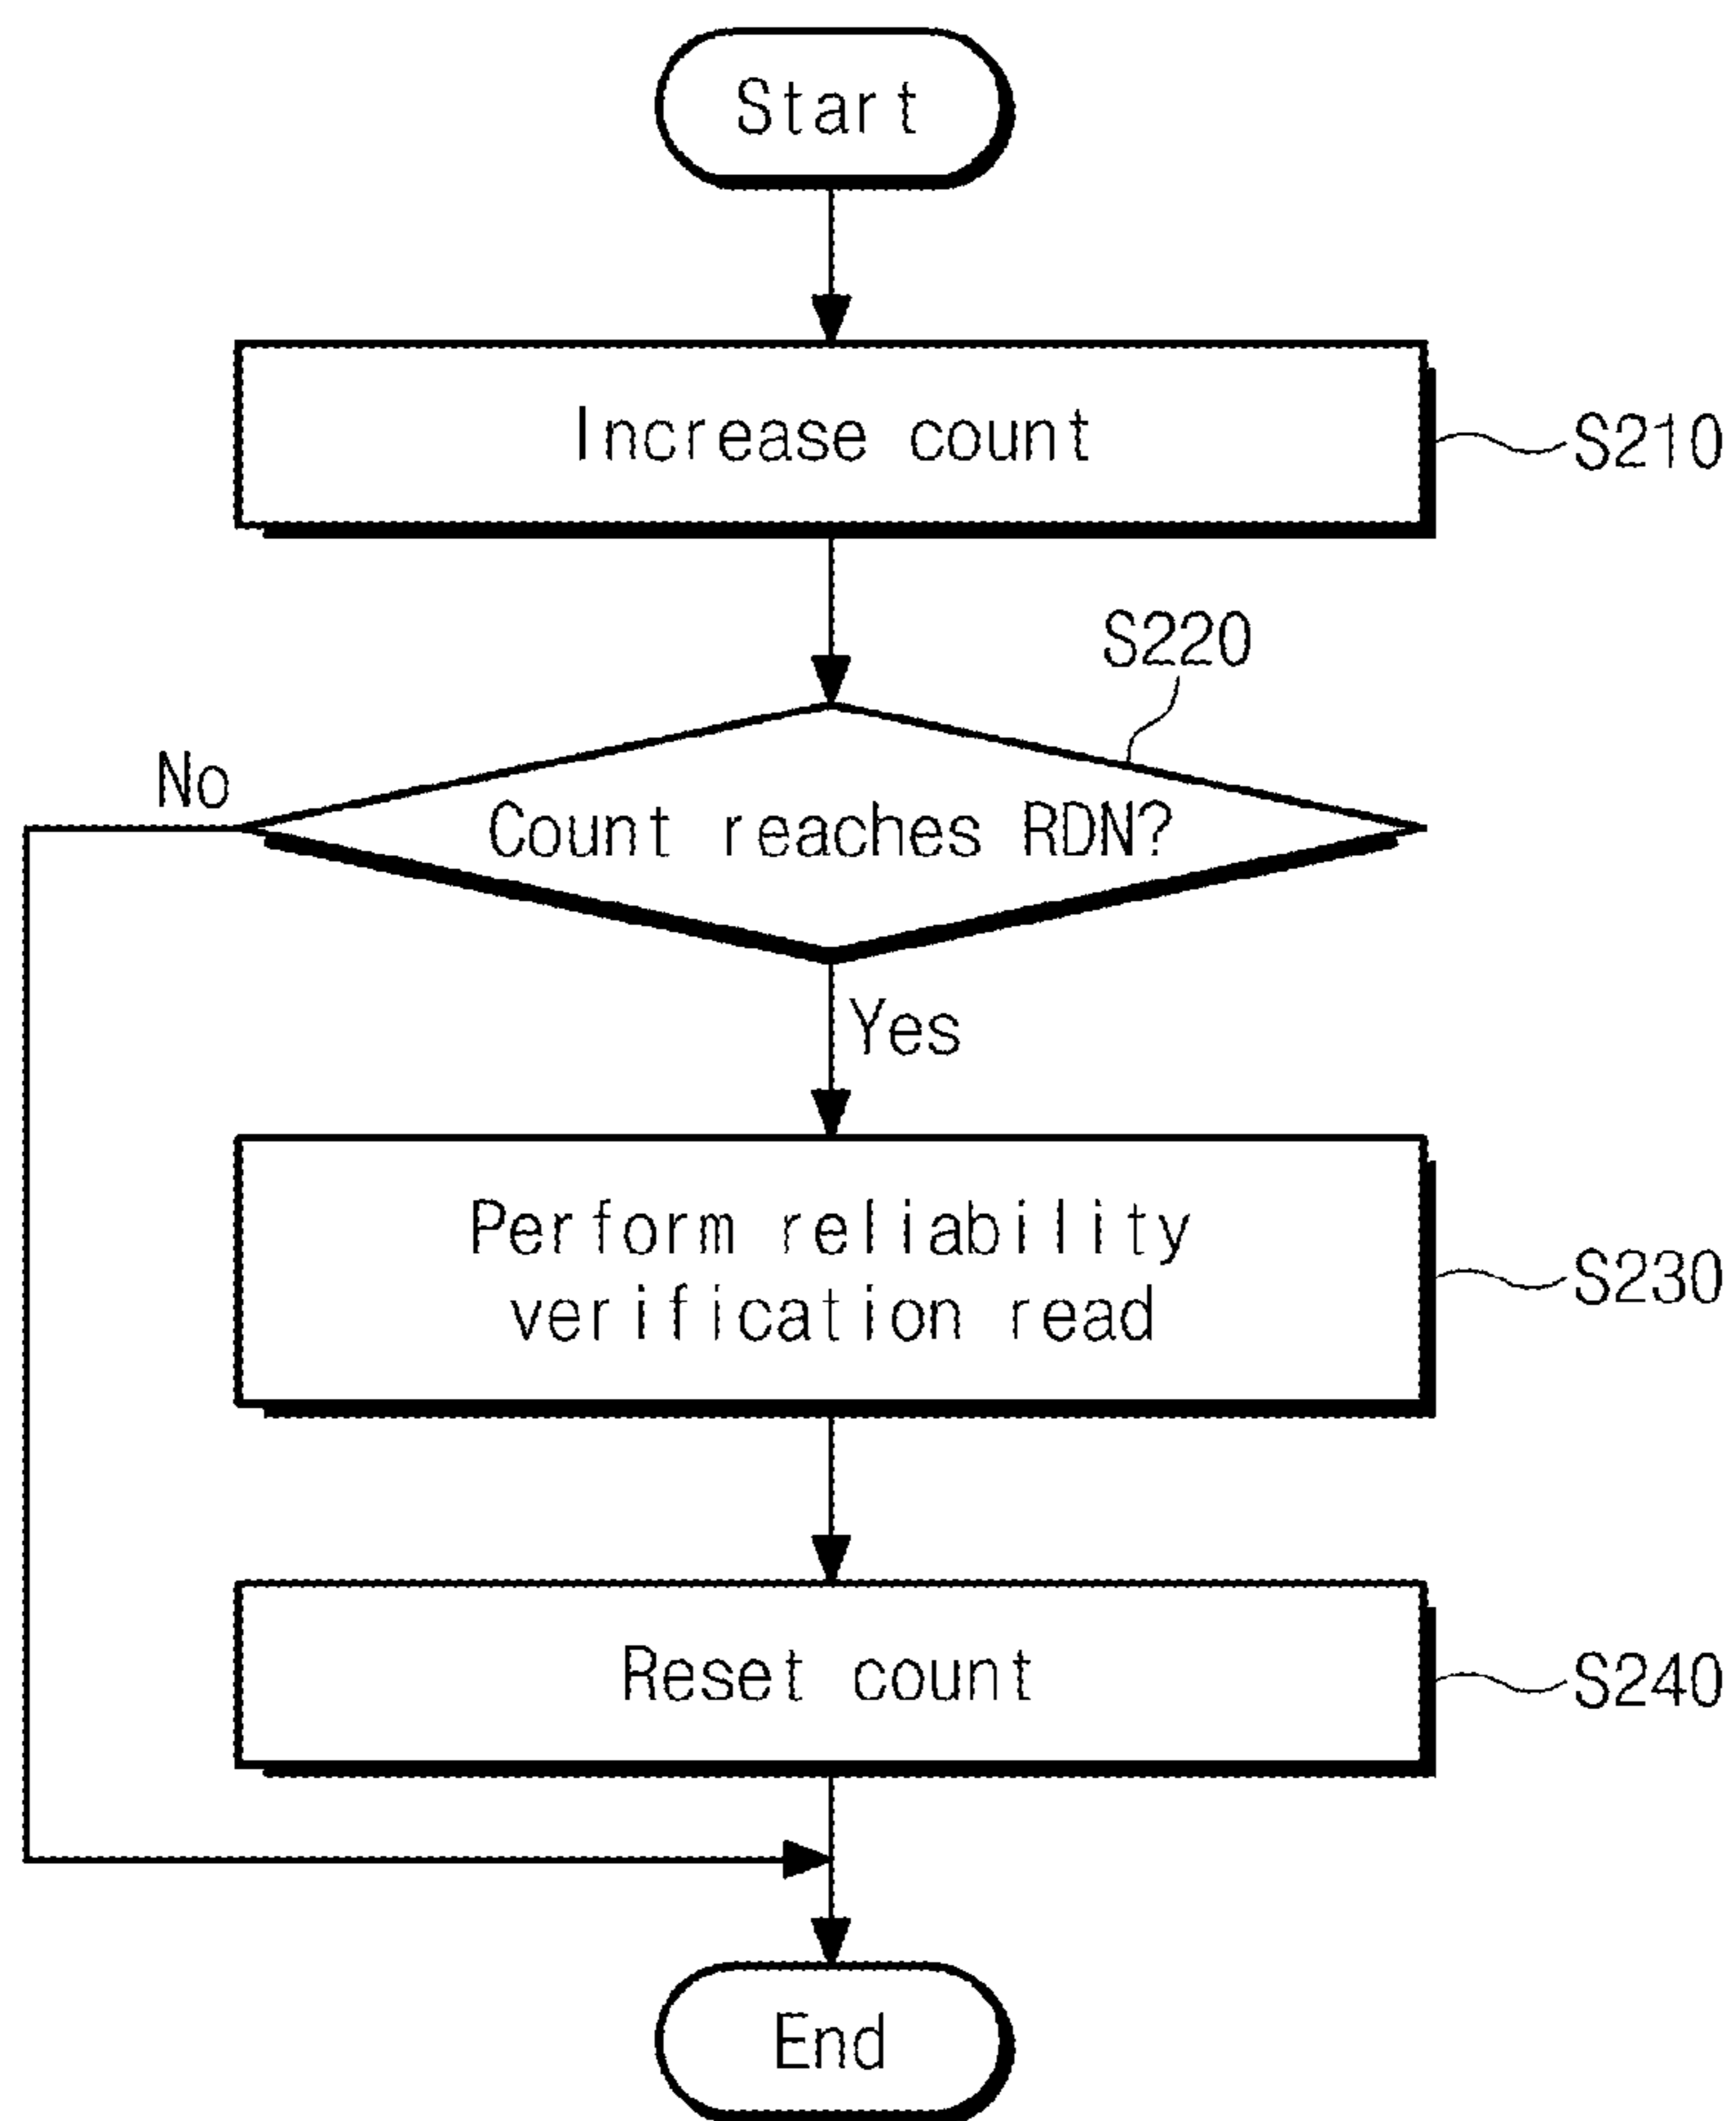 Start
Increase count
S210
S220
No
Count reaches RDN?
Yes
Perform reliability
verification read
S230
Reset count
S240
End